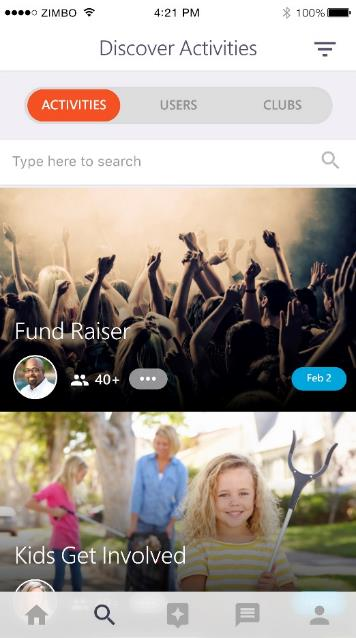 ZIMBO 4:21 PM 100%
Discover Activities
ACTIVITIES USERS CLUBS
Type here to search
Fund Raiser
40+ Feb 2
Kids Get Involved